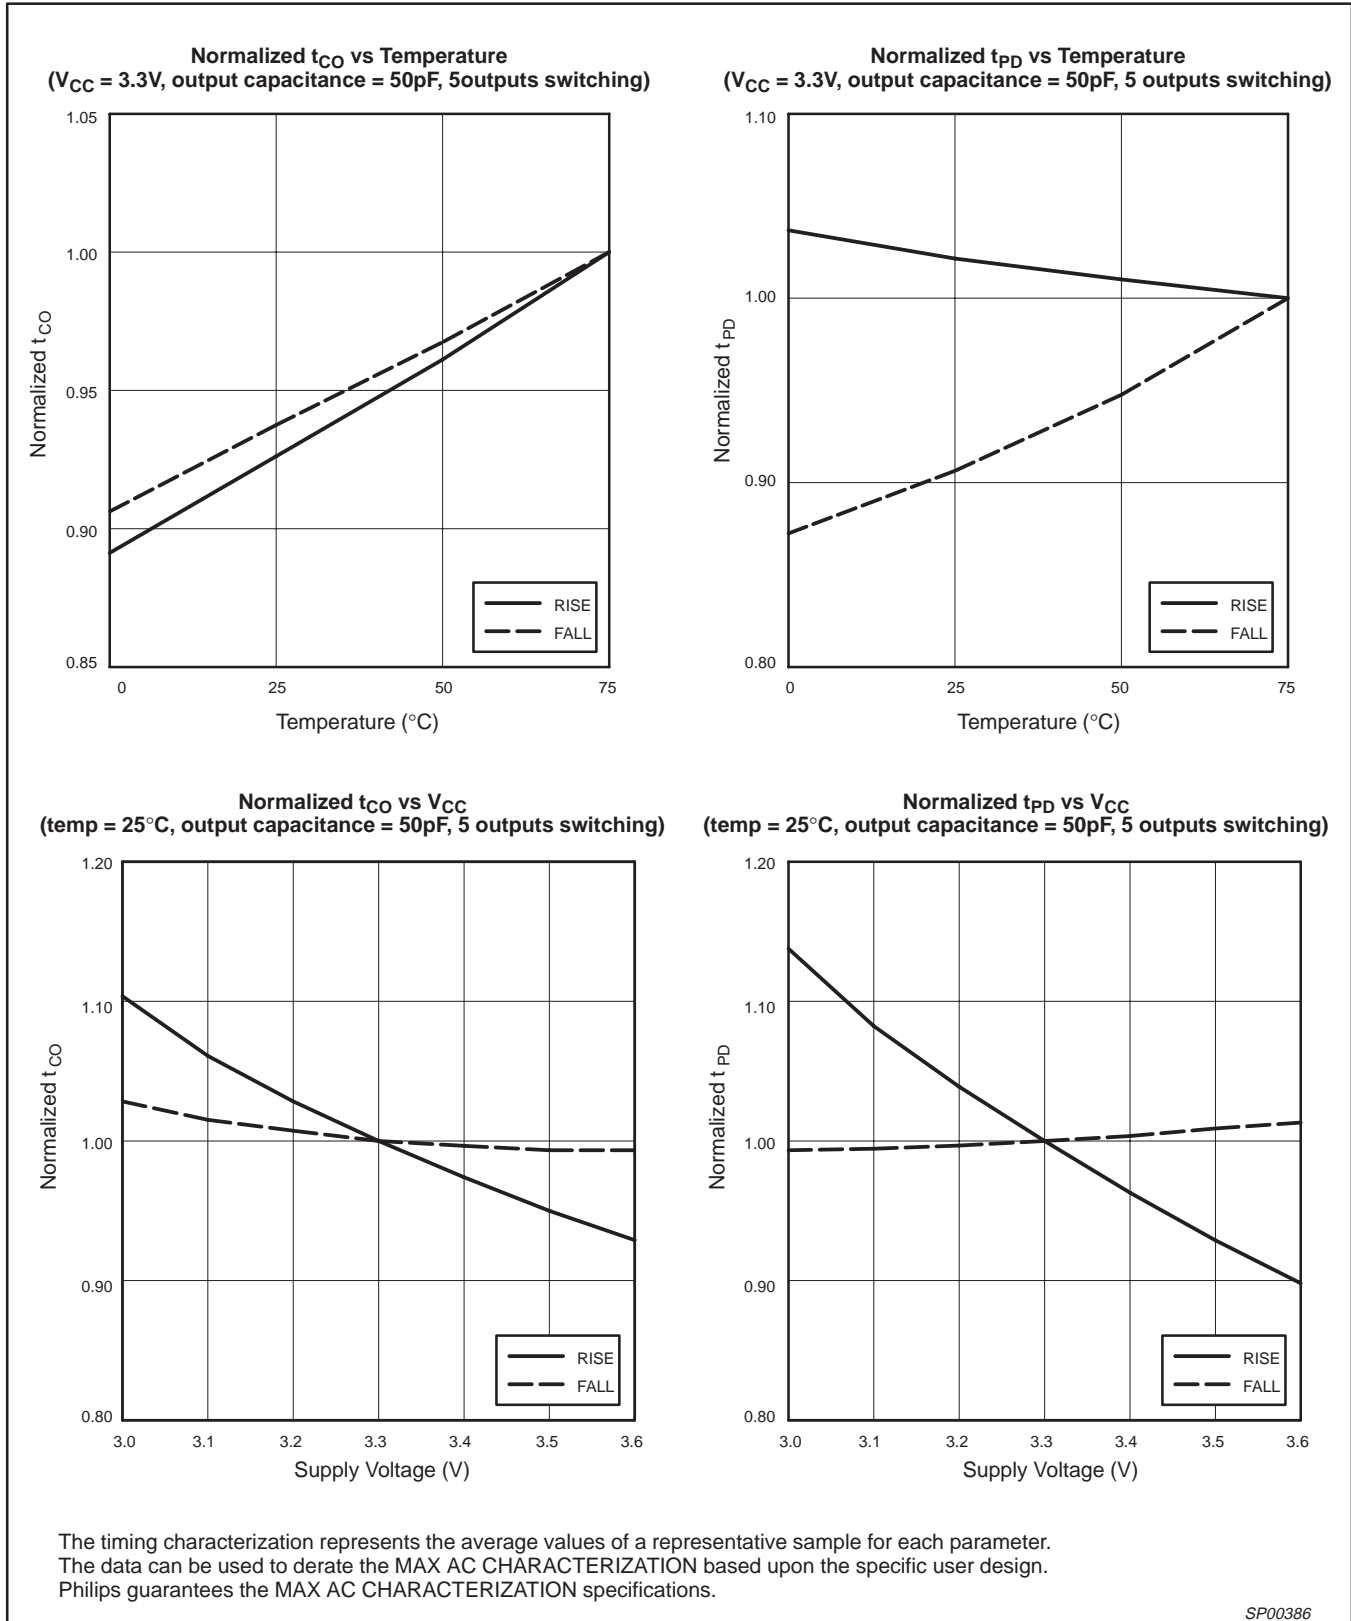 Normalized tCO vs Temperature
(VCC = 3.3V, output capacitance = 50pF, 5outputs switching)
1.05
1.00
0.95
0.90
0.85
Normalized tCO
RISE
FALL
0 25 50 75
Temperature (°C)
Normalized tPD vs Temperature
(VCC = 3.3V, output capacitance = 50pF, 5 outputs switching)
1.10
1.00
0.90
0.80
Normalized tPD
RISE
FALL
0 25 50 75
Temperature (°C)
Normalized tCO vs VCC
(temp = 25°C, output capacitance = 50pF, 5 outputs switching)
1.20
1.10
1.00
0.90
0.80
Normalized tCO
RISE
FALL
3.0 3.1 3.2 3.3 3.4 3.5 3.6
Supply Voltage (V)
Normalized tPD vs VCC
(temp = 25°C, output capacitance = 50pF, 5 outputs switching)
1.20
1.10
1.00
0.90
0.80
Normalized tPD
RISE
FALL
3.0 3.1 3.2 3.3 3.4 3.5 3.6
Supply Voltage (V)
The timing characterization represents the average values of a representative sample for each parameter.
The data can be used to derate the MAX AC CHARACTERIZATION based upon the specific user design.
Philips guarantees the MAX AC CHARACTERIZATION specifications.
SP00386